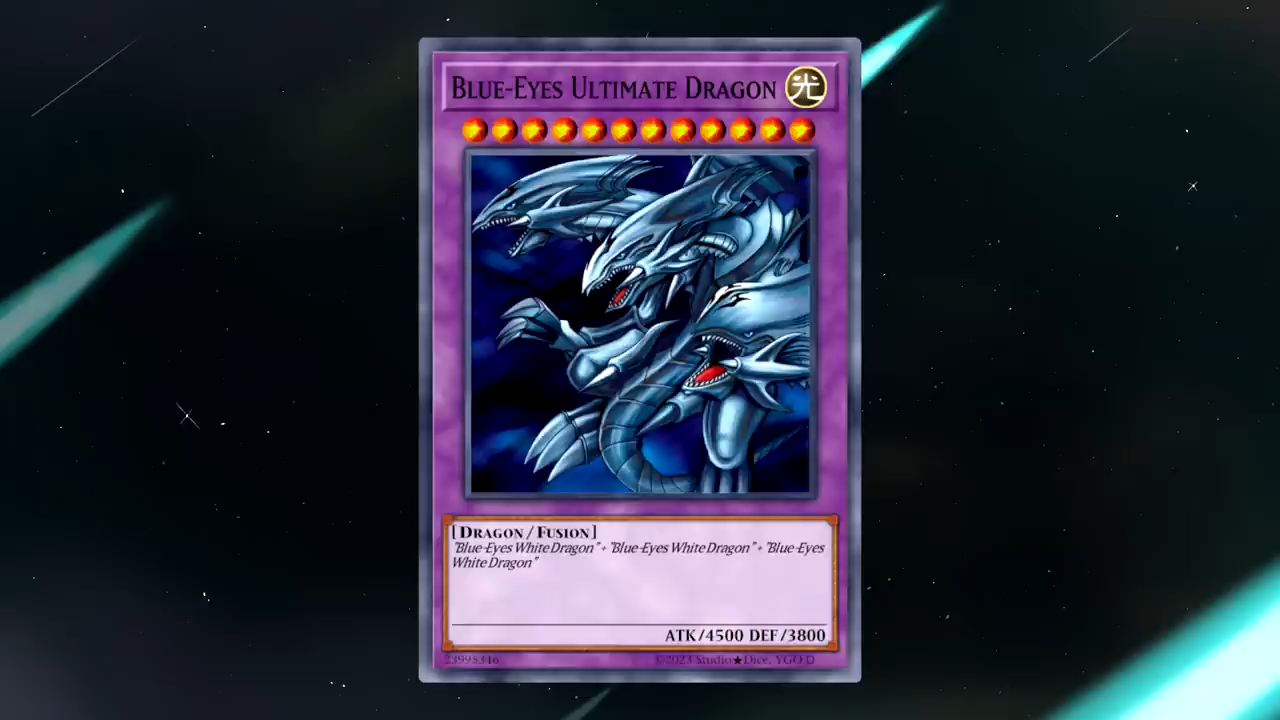 BLUE-EYES ULTIMATE DRAGON 光
[DRAGON / FUSION]
"Blue-Eyes White Dragon" + "Blue-Eyes White Dragon" + "Blue-Eyes
White Dragon"
ATK/4500 DEF/3800
23995346 ©2023 Studio★Dice, YGO D